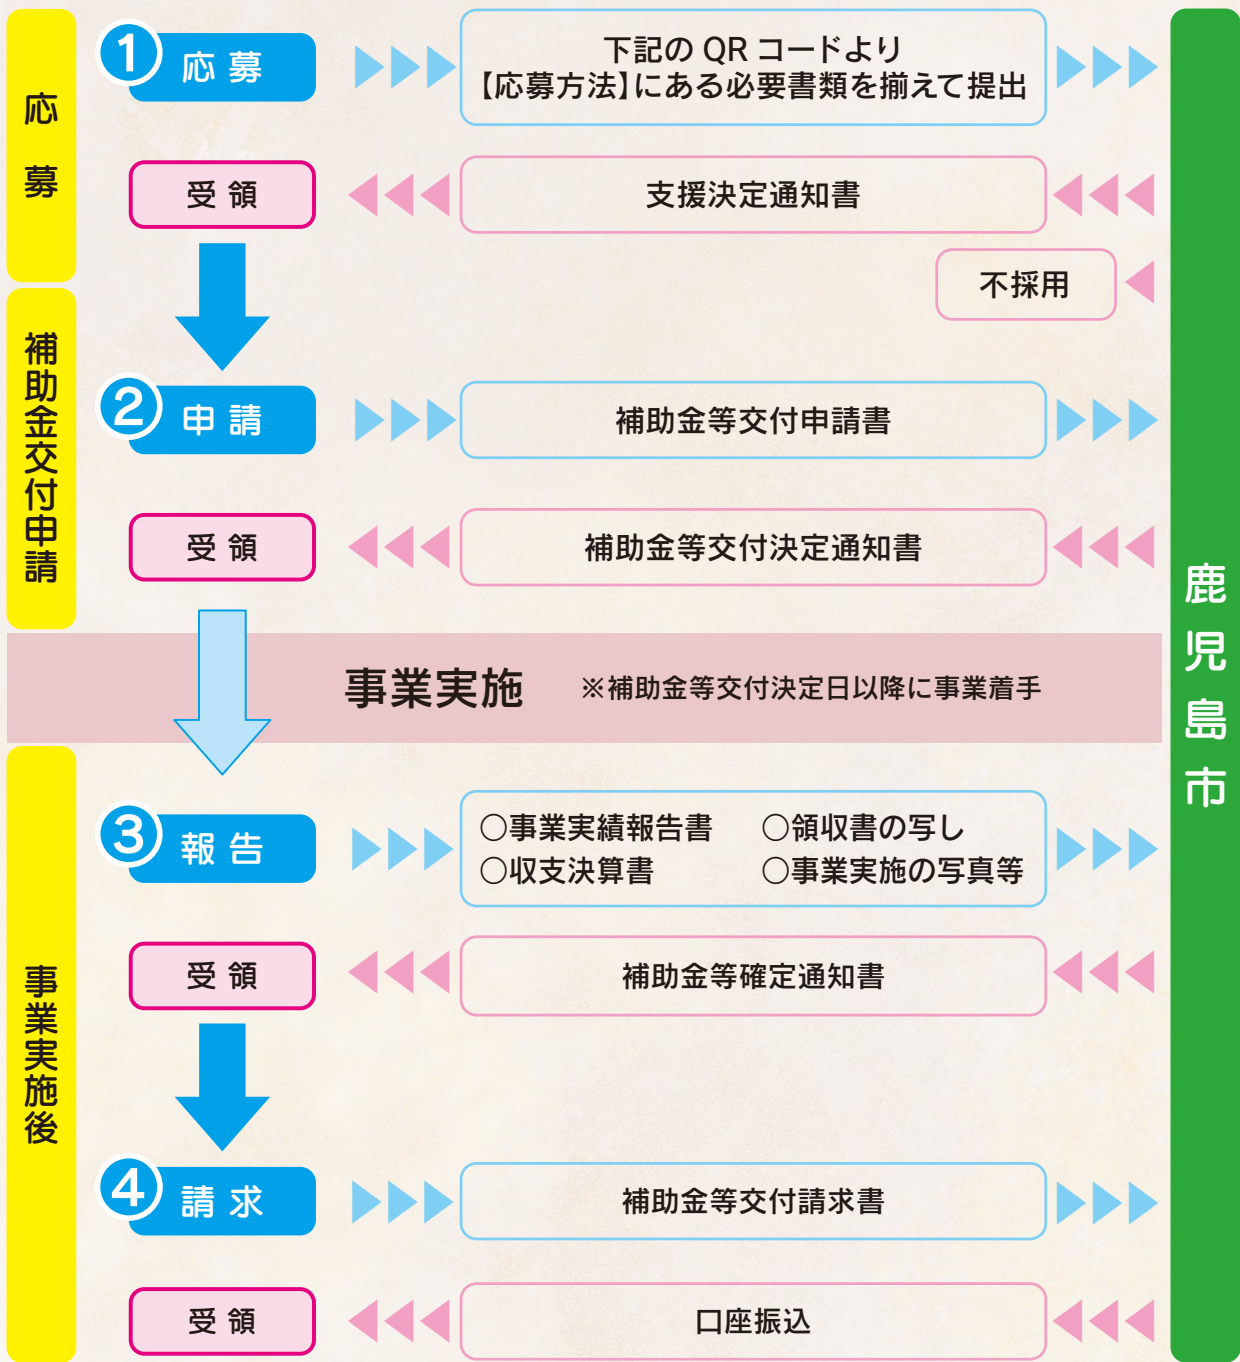 応募
① 応募
下記の QR コードより
【応募方法】にある必要書類を揃えて提出
受領
支援決定通知書
不採用
補助金交付申請
② 申請
補助金等交付申請書
受領
補助金等交付決定通知書
鹿児島市
事業実施 ※補助金等交付決定日以降に事業着手
事業実施後
③ 報告
○事業実績報告書 ○領収書の写し
○収支決算書 ○事業実施の写真等
受領
補助金等確定通知書
④ 請求
補助金等交付請求書
受領
口座振込